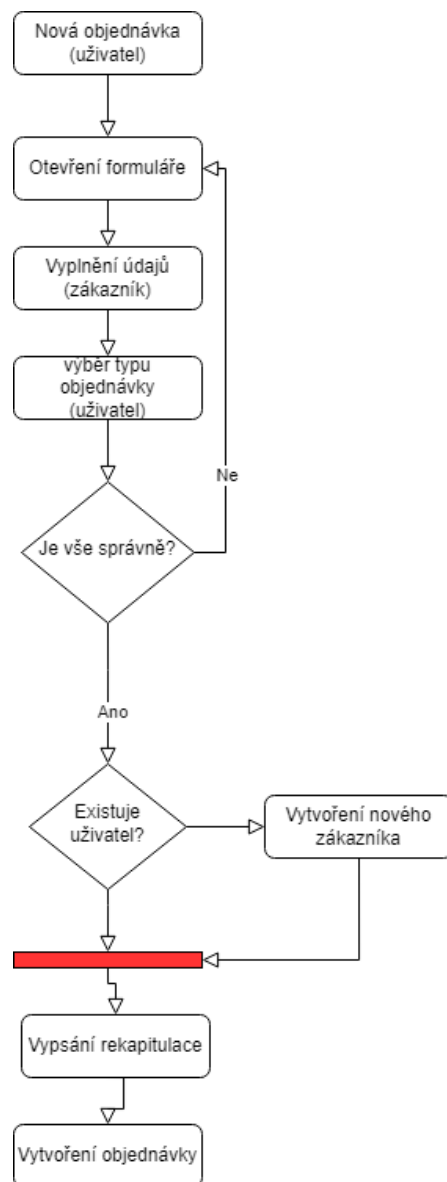 Nová objednávka
(uživatel)
Otevření formuláře
Vyplnění údajů
(zákazník)
výběr typu
objednávky
(uživatel)
Ne
Je vše správně?
Ano
Existuje
uživatel?
Vytvoření nového
zákazníka
Vypsání rekapitulace
Vytvoření objednávky